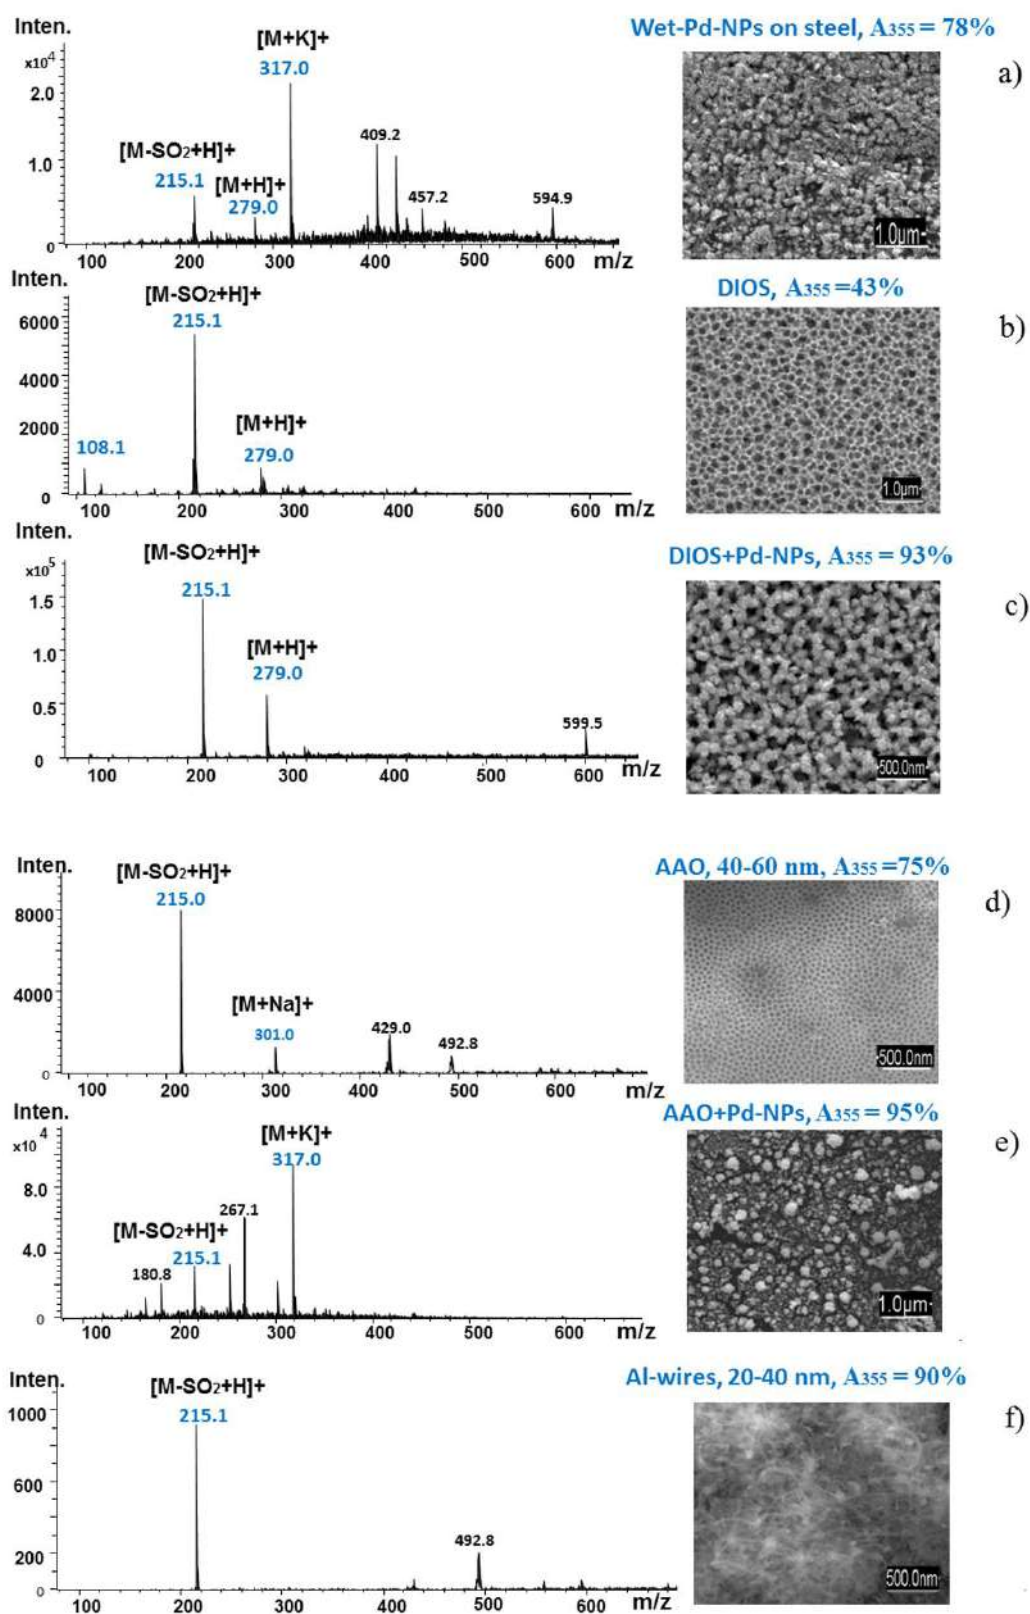 Inten.
x10⁴
2.0
1.0
0
[M+K]+
317.0
[M-SO₂+H]+
215.1
[M+H]+
279.0
409.2
457.2
594.9
100 200 300 400 500 600 m/z
Wet-Pd-NPs on steel, A₃₅₅ = 78%
1.0µm
a)
Inten.
6000
4000
2000
0
[M-SO₂+H]+
215.1
[M+H]+
279.0
108.1
100 200 300 400 500 600 m/z
DIOS, A₃₅₅ =43%
1.0µm
b)
Inten.
x10⁵
1.5
1.0
0.5
0
[M-SO₂+H]+
215.1
[M+H]+
279.0
599.5
100 200 300 400 500 600 m/z
DIOS+Pd-NPs, A₃₅₅ = 93%
500.0nm
c)
Inten.
8000
4000
0
[M-SO₂+H]+
215.0
[M+Na]+
301.0
429.0
492.8
100 200 300 400 500 600 m/z
AAO, 40-60 nm, A₃₅₅ =75%
500.0nm
d)
Inten.
x10 ⁴
8.0
4.0
0
[M+K]+
317.0
267.1
[M-SO₂+H]+
215.1
180.8
100 200 300 400 500 600 m/z
AAO+Pd-NPs, A₃₅₅ = 95%
1.0µm
e)
Inten.
1000
600
200
0
[M-SO₂+H]+
215.1
492.8
100 200 300 400 500 600 m/z
Al-wires, 20-40 nm, A₃₅₅ = 90%
500.0nm
f)